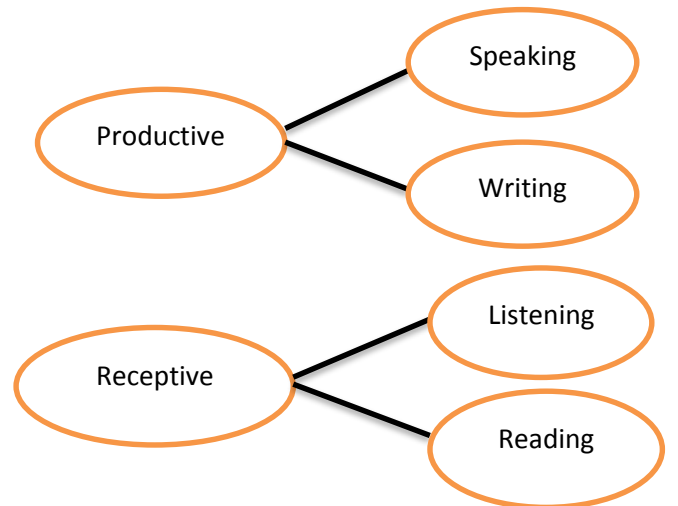 Speaking
Productive
Writing
Listening
Receptive
Reading